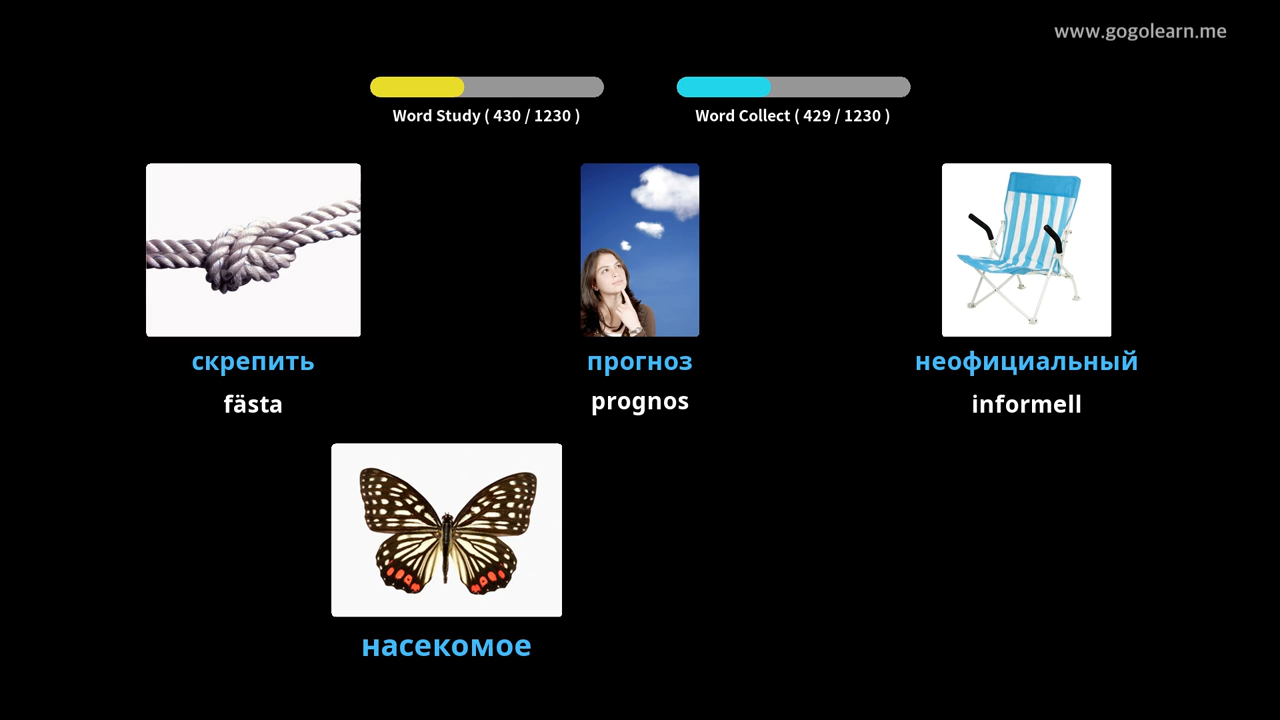 www.gogolearn.me
Word Study ( 430 / 1230 )
Word Collect ( 429 / 1230 )
скрепить
fästa
прогноз
prognos
неофициальный
informell
насекомое